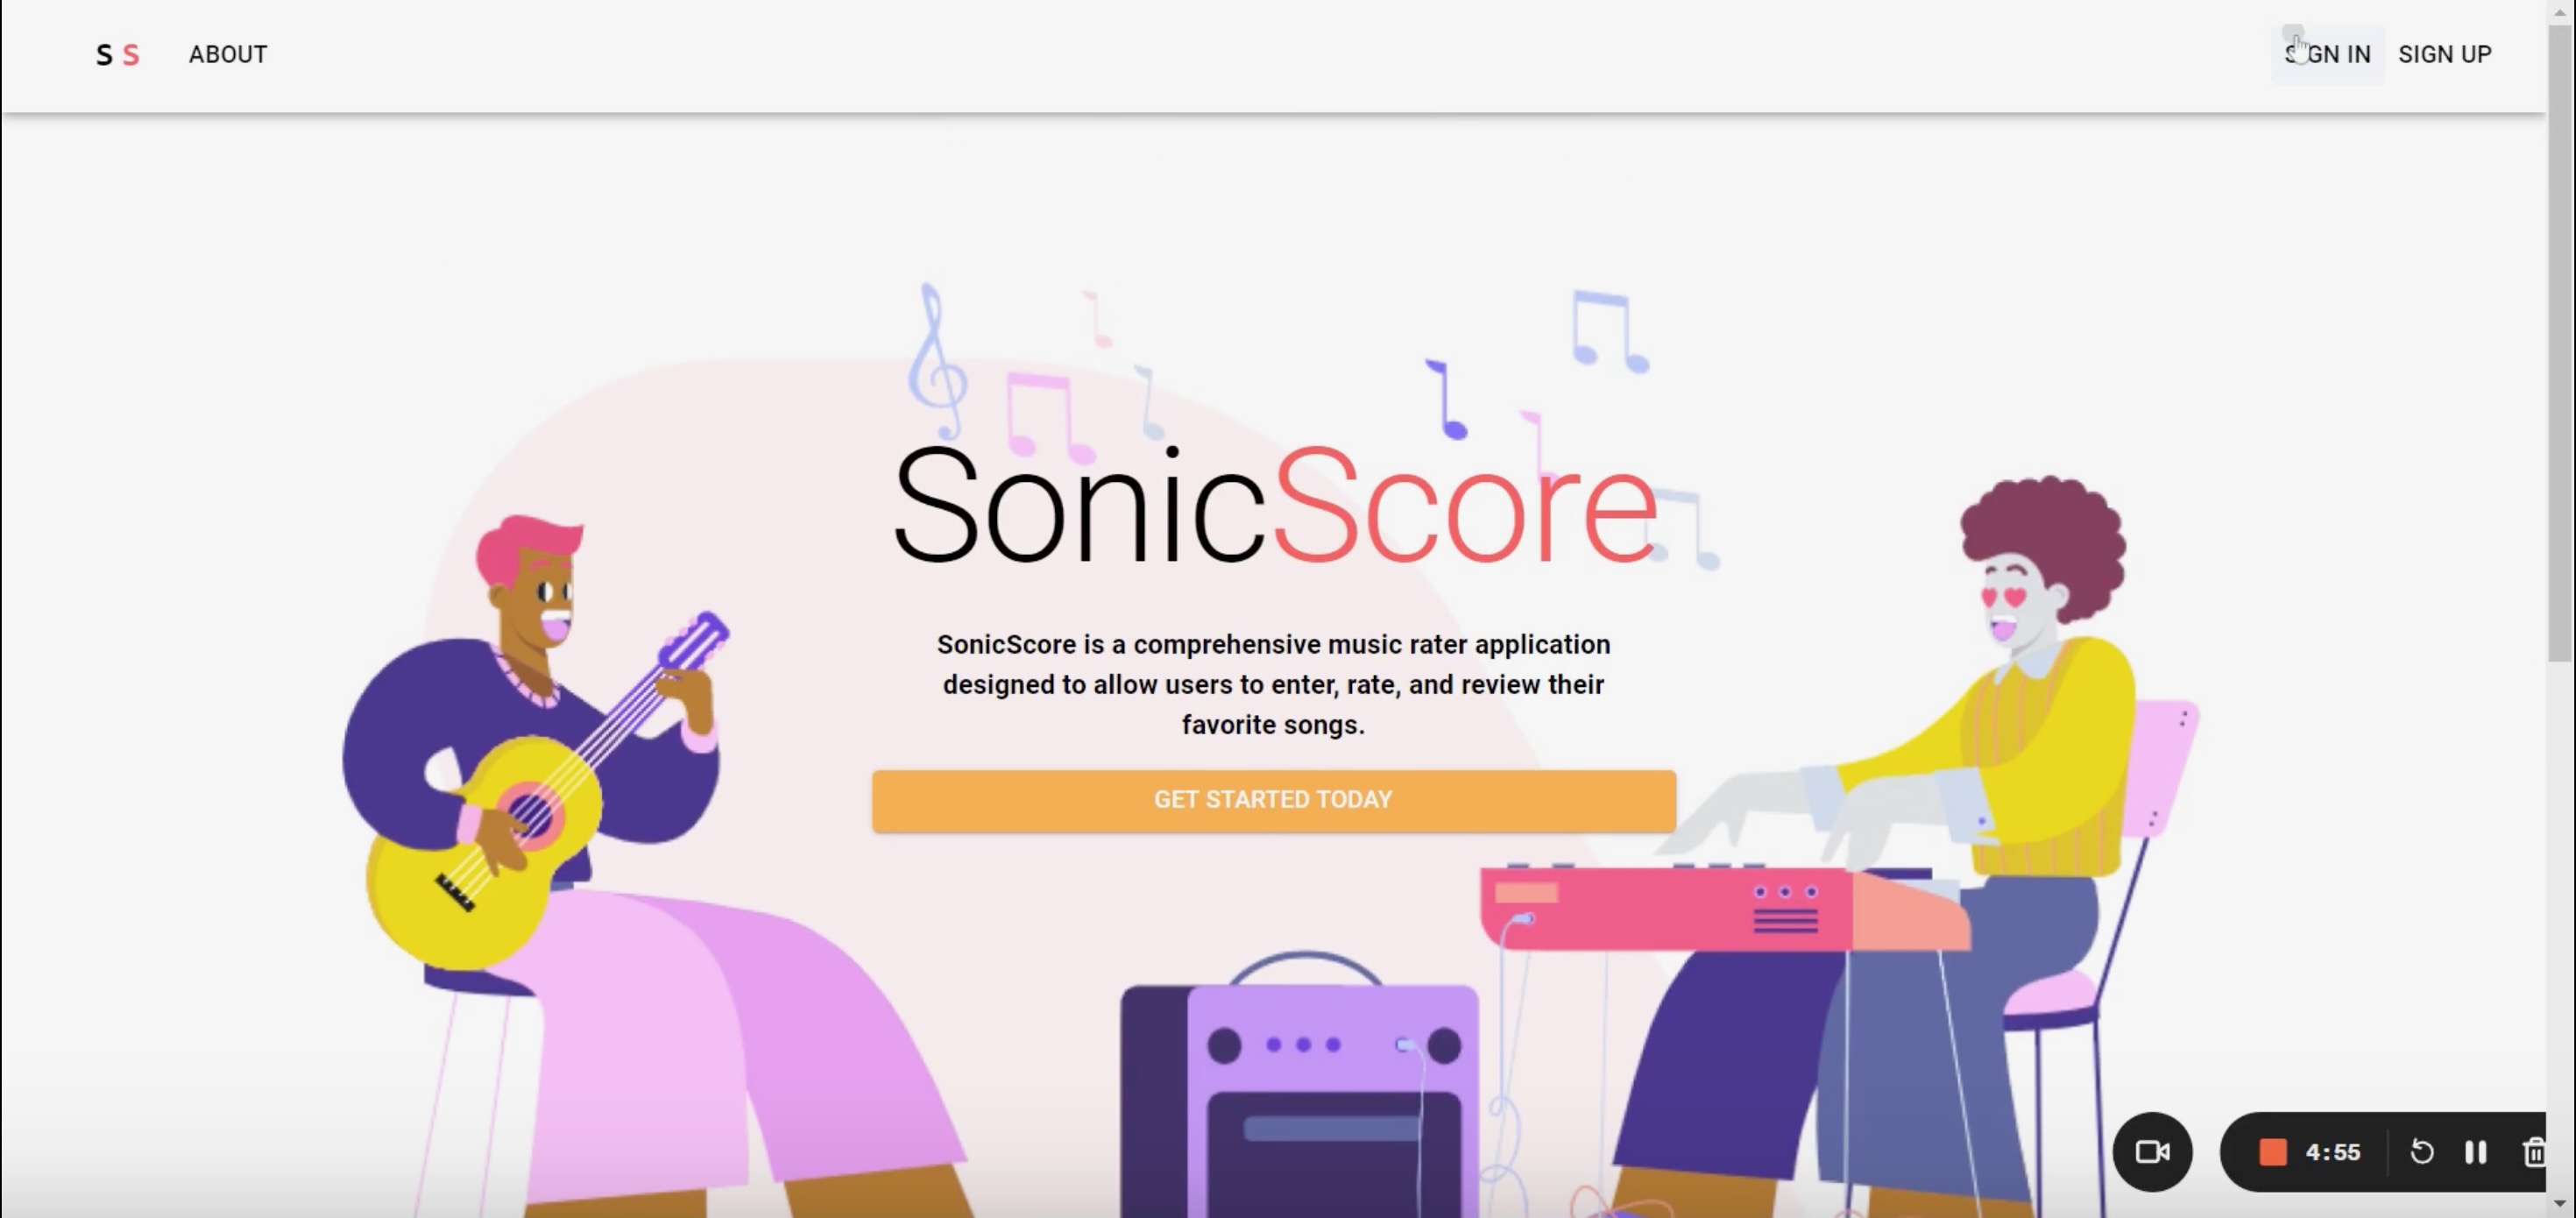 S S ABOUT SIGN IN SIGN UP
SonicScore
SonicScore is a comprehensive music rater application
designed to allow users to enter, rate, and review their
favorite songs.
GET STARTED TODAY
4:55